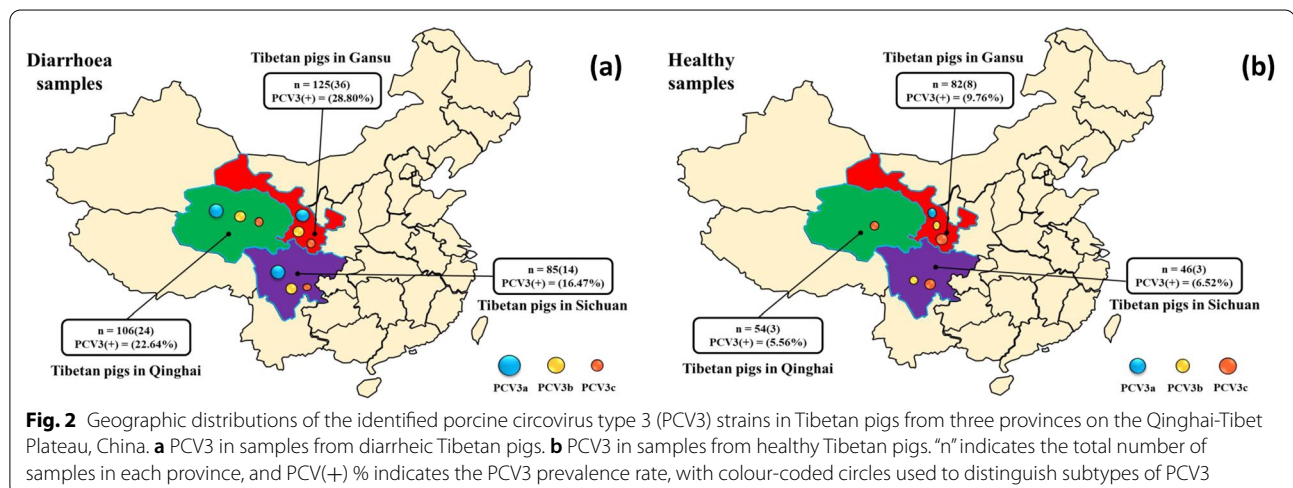 Diarrhoea
samples
(a)
Tibetan pigs in Gansu
n = 125(36)
PCV3(+) = (28.80%)
n = 85(14)
PCV3(+) = (16.47%)
Tibetan pigs in Sichuan
n = 106(24)
PCV3(+) = (22.64%)
Tibetan pigs in Qinghai
PCV3a
PCV3b
PCV3c
Healthy
samples
(b)
Tibetan pigs in Gansu
n = 82(8)
PCV3(+) = (9.76%)
n = 46(3)
PCV3(+) = (6.52%)
Tibetan pigs in Sichuan
n = 54(3)
PCV3(+) = (5.56%)
Tibetan pigs in Qinghai
PCV3a
PCV3b
PCV3c
Fig. 2 Geographic distributions of the identified porcine circovirus type 3 (PCV3) strains in Tibetan pigs from three provinces on the Qinghai-Tibet
Plateau, China. a PCV3 in samples from diarrheic Tibetan pigs. b PCV3 in samples from healthy Tibetan pigs. “n” indicates the total number of
samples in each province, and PCV(+) % indicates the PCV3 prevalence rate, with colour-coded circles used to distinguish subtypes of PCV3